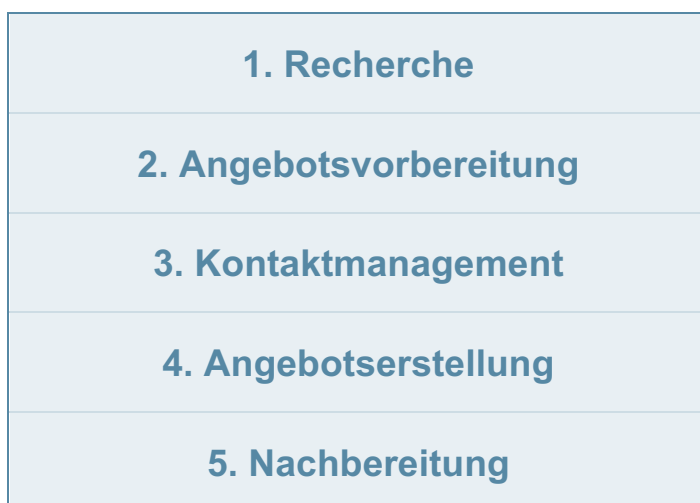 1. Recherche
2. Angebotsvorbereitung
3. Kontaktmanagement
4. Angebotserstellung
5. Nachbereitung